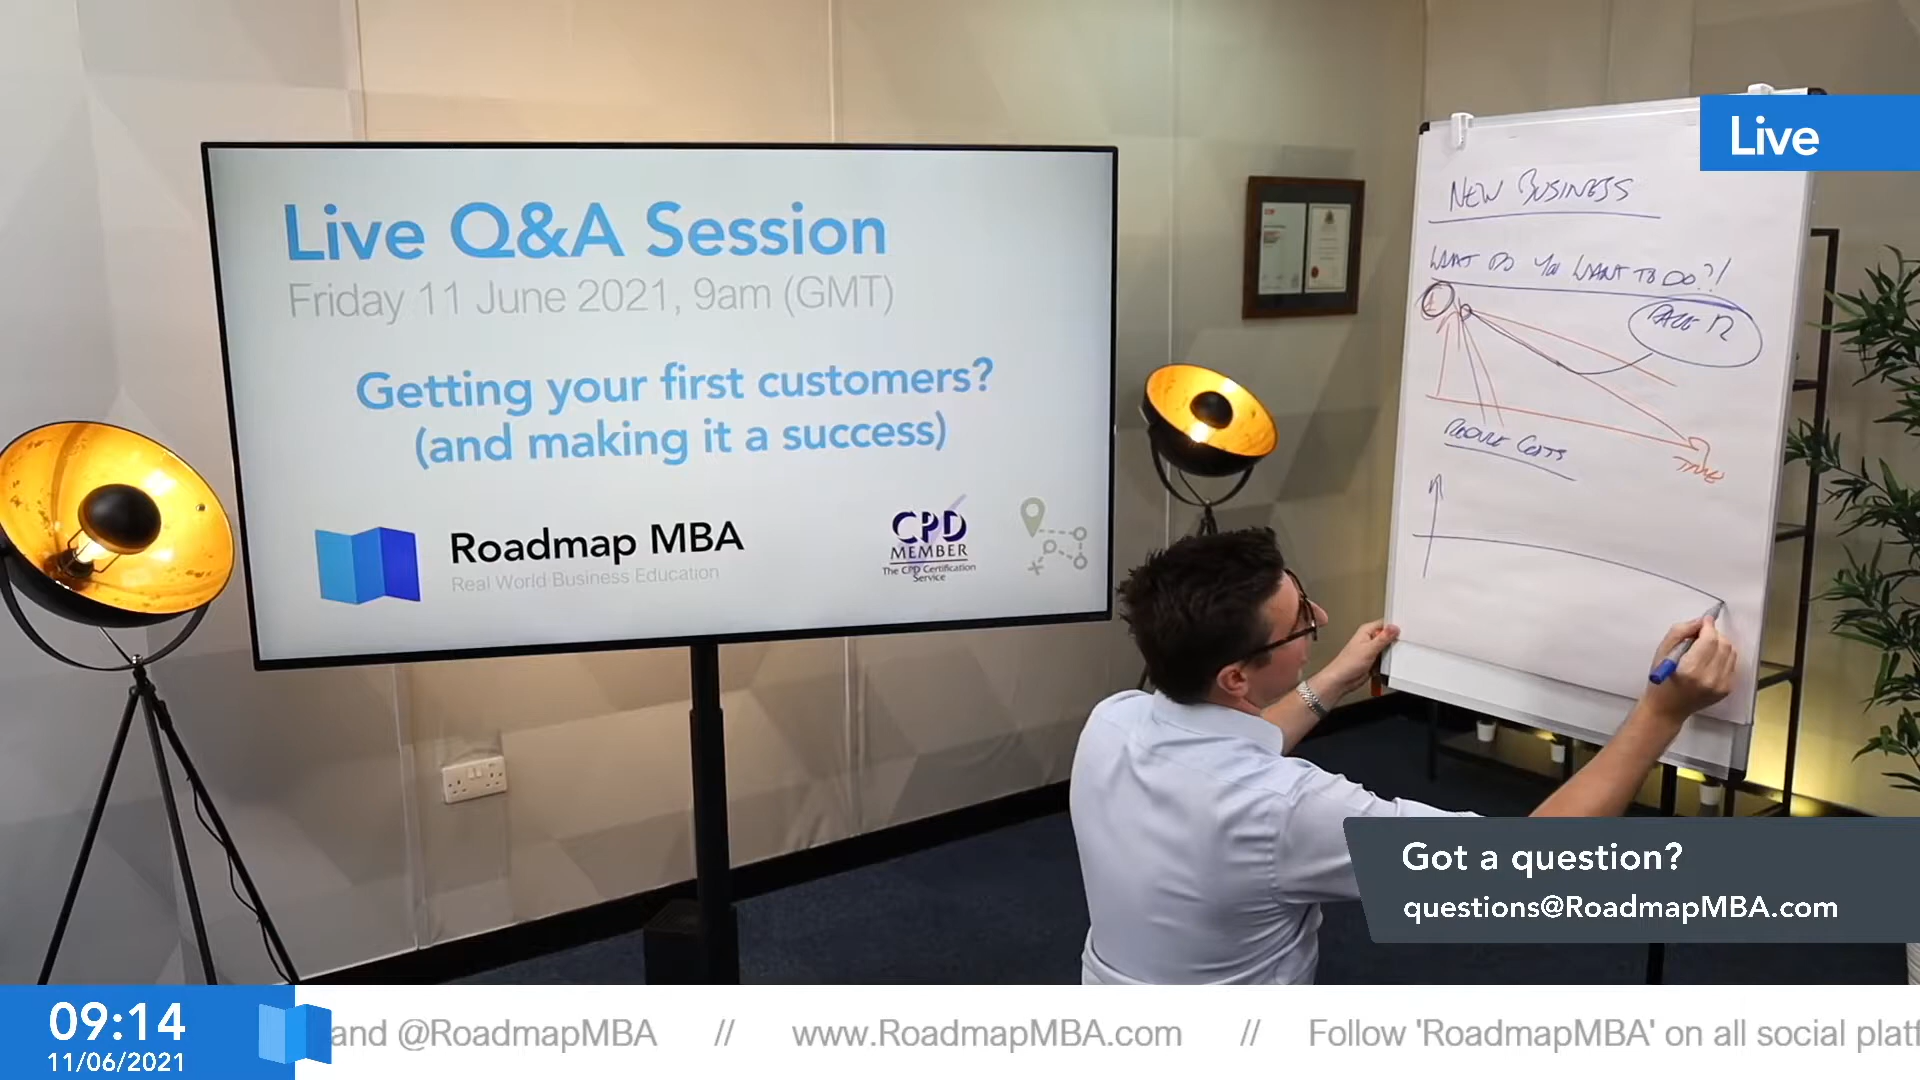 Live Q&A Session
Friday 11 June 2021, 9am (GMT)
Getting your first customers?
(and making it a success)
Roadmap MBA
Real World Business Education
CPD
MEMBER
The CPD Certification
Service
Live
NEW BUSINESS
WHAT DO YOU WANT TO DO?!
REDUCE COSTS
TIME
Got a question?
questions@RoadmapMBA.com
09:14
11/06/2021
and @RoadmapMBA // www.RoadmapMBA.com // Follow 'RoadmapMBA' on all social platf